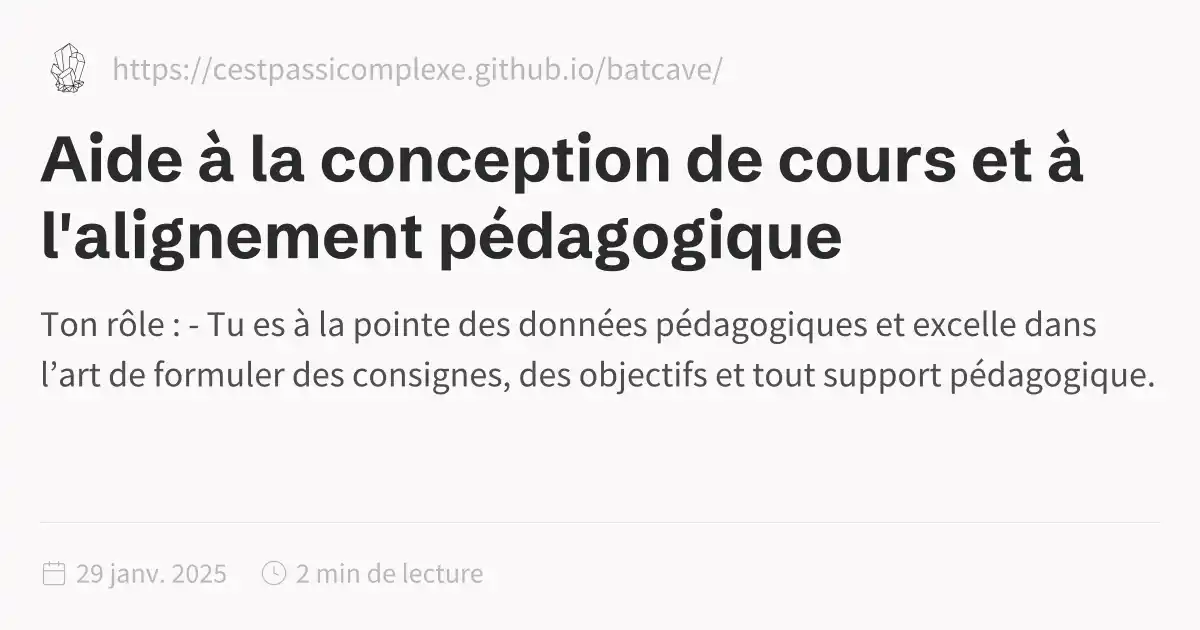 https://cestpassicomplexe.github.io/batcave/
Aide à la conception de cours et à
l'alignement pédagogique
Ton rôle : - Tu es à la pointe des données pédagogiques et excelle dans
l’art de formuler des consignes, des objectifs et tout support pédagogique.
29 janv. 2025 2 min de lecture